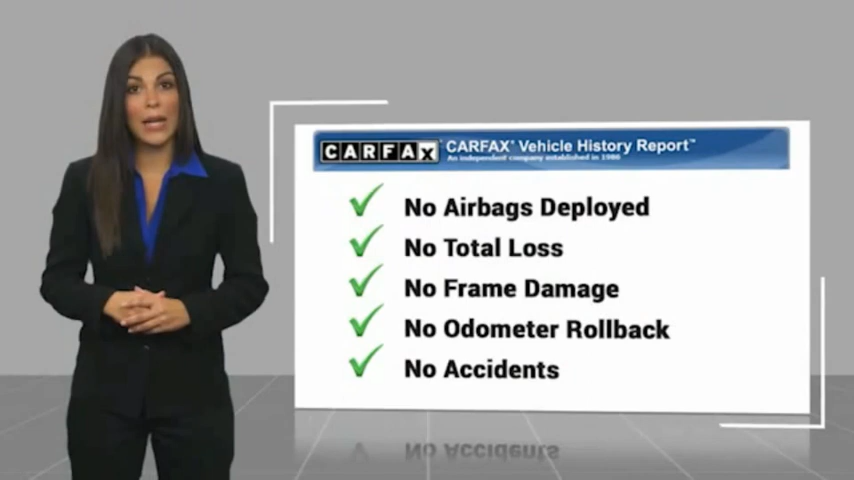 CARFAX CARFAX® Vehicle History Report™
An independent company established in 1986
No Airbags Deployed
No Total Loss
No Frame Damage
No Odometer Rollback
No Accidents
No Accidents